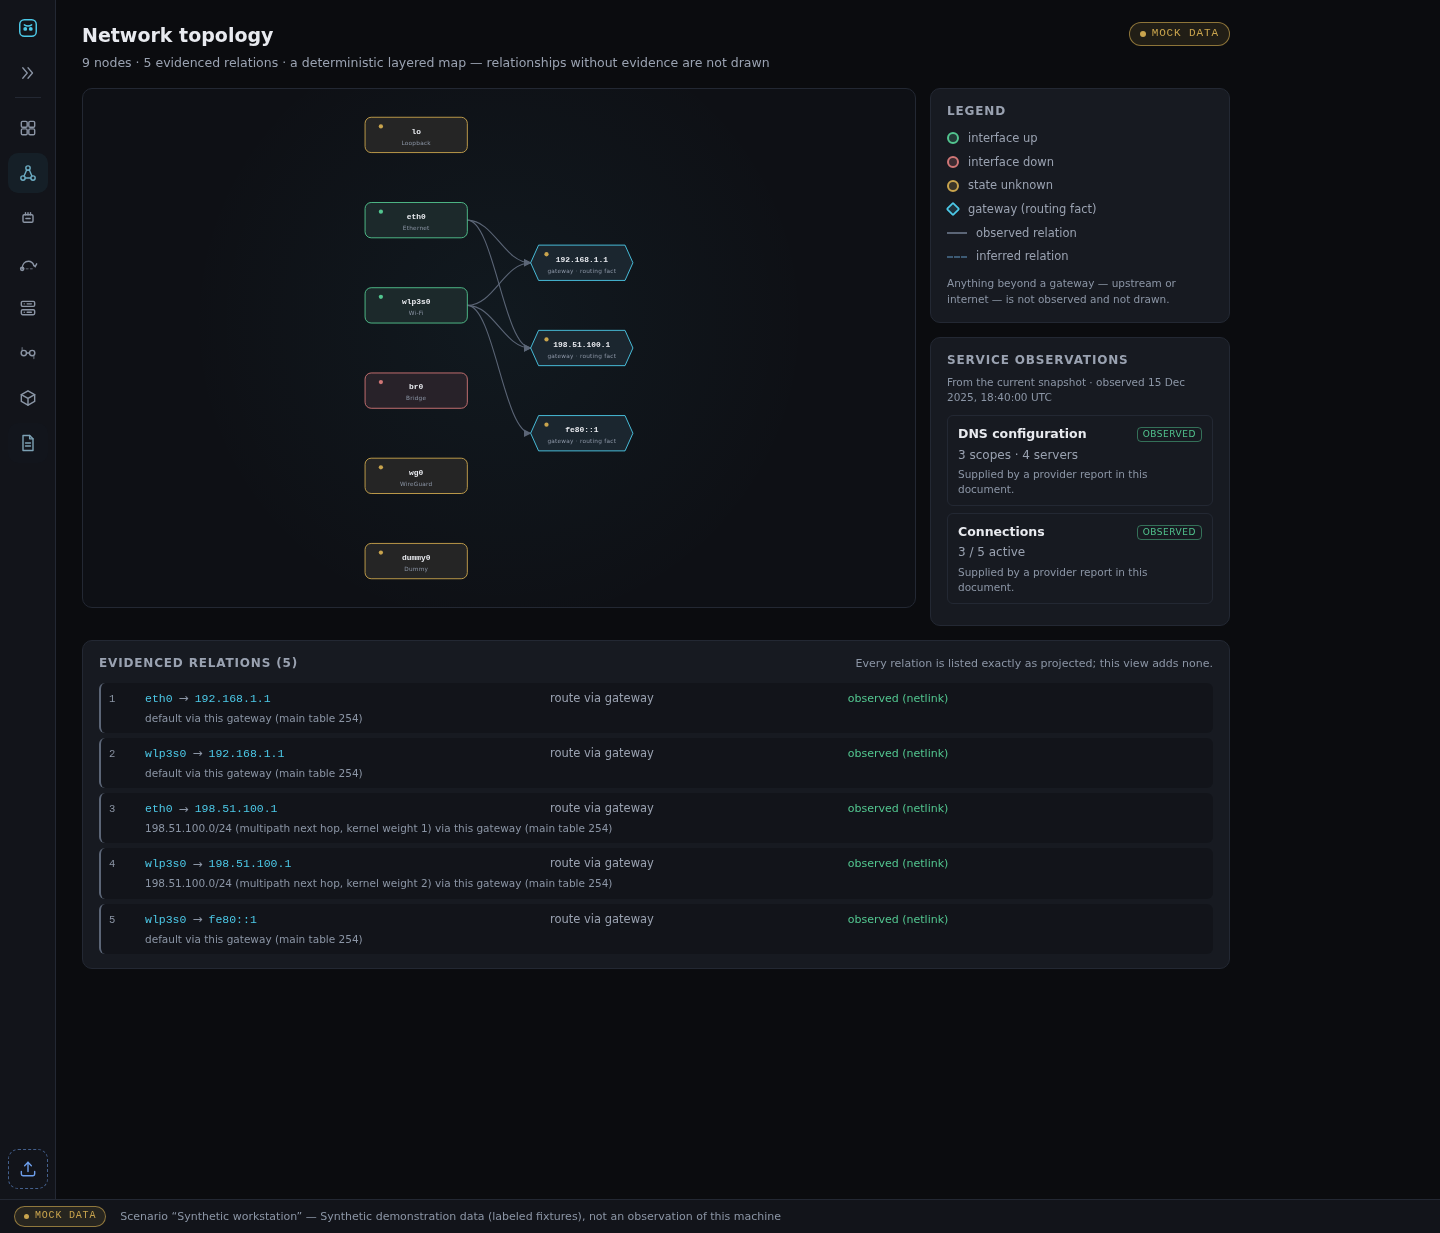 Network topology
MOCK DATA
9 nodes · 5 evidenced relations · a deterministic layered map — relationships without evidence are not drawn
lo
Loopback
eth0
Ethernet
wlp3s0
Wi-Fi
br0
Bridge
wg0
WireGuard
dummy0
Dummy
192.168.1.1
gateway · routing fact
198.51.100.1
gateway · routing fact
fe80::1
gateway · routing fact
LEGEND
interface up
interface down
state unknown
gateway (routing fact)
observed relation
inferred relation
Anything beyond a gateway — upstream or
internet — is not observed and not drawn.
SERVICE OBSERVATIONS
From the current snapshot · observed 15 Dec
2025, 18:40:00 UTC
DNS configuration
OBSERVED
3 scopes · 4 servers
Supplied by a provider report in this
document.
Connections
OBSERVED
3 / 5 active
Supplied by a provider report in this
document.
EVIDENCED RELATIONS (5)
Every relation is listed exactly as projected; this view adds none.
1 eth0 → 192.168.1.1 route via gateway observed (netlink)
default via this gateway (main table 254)
2 wlp3s0 → 192.168.1.1 route via gateway observed (netlink)
default via this gateway (main table 254)
3 eth0 → 198.51.100.1 route via gateway observed (netlink)
198.51.100.0/24 (multipath next hop, kernel weight 1) via this gateway (main table 254)
4 wlp3s0 → 198.51.100.1 route via gateway observed (netlink)
198.51.100.0/24 (multipath next hop, kernel weight 2) via this gateway (main table 254)
5 wlp3s0 → fe80::1 route via gateway observed (netlink)
default via this gateway (main table 254)
MOCK DATA
Scenario “Synthetic workstation” — Synthetic demonstration data (labeled fixtures), not an observation of this machine